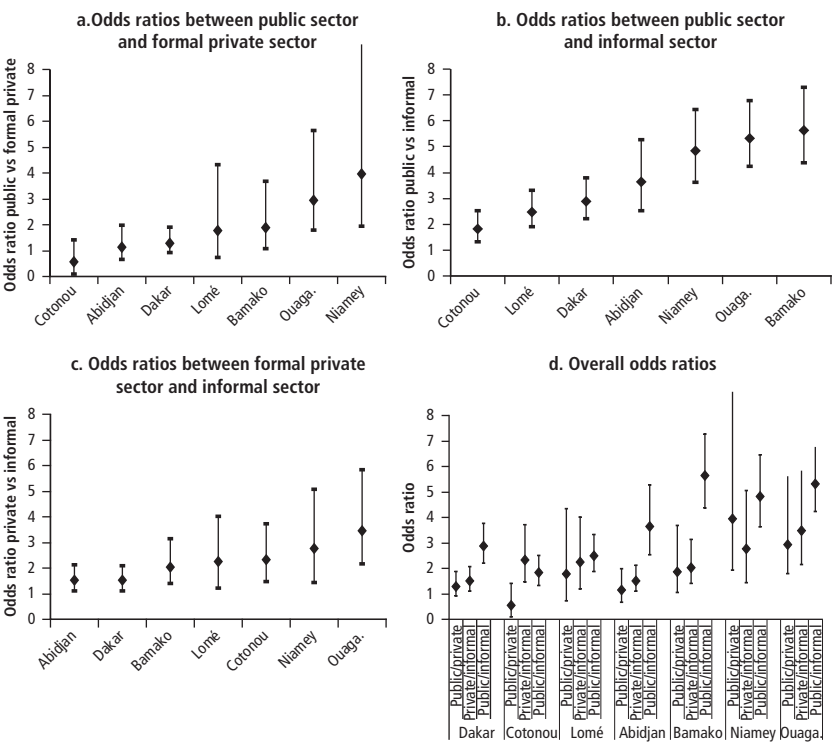 a.Odds ratios between public sector
and formal private sector
Odds ratio public vs formal private
8
7
6
5
4
3
2
1
0
Cotonou
Abidjan
Dakar
Lomé
Bamako
Ouaga.
Niamey
b. Odds ratios between public sector
and informal sector
Odds ratio public vs informal
8
7
6
5
4
3
2
1
0
Cotonou
Lomé
Dakar
Abidjan
Niamey
Ouaga.
Bamako
c. Odds ratios between formal private
sector and informal sector
Odds ratio private vs informal
8
7
6
5
4
3
2
1
0
Abidjan
Dakar
Bamako
Lomé
Cotonou
Niamey
Ouaga.
d. Overall odds ratios
Odds ratio
8
7
6
5
4
3
2
1
0
Public/private
Private/informal
Public/informal
Public/private
Private/informal
Public/informal
Public/private
Private/informal
Public/informal
Public/private
Private/informal
Public/informal
Public/private
Private/informal
Public/informal
Public/private
Private/informal
Public/informal
Public/private
Private/informal
Public/informal
Dakar Cotonou Lomé Abidjan Bamako Niamey Ouaga.